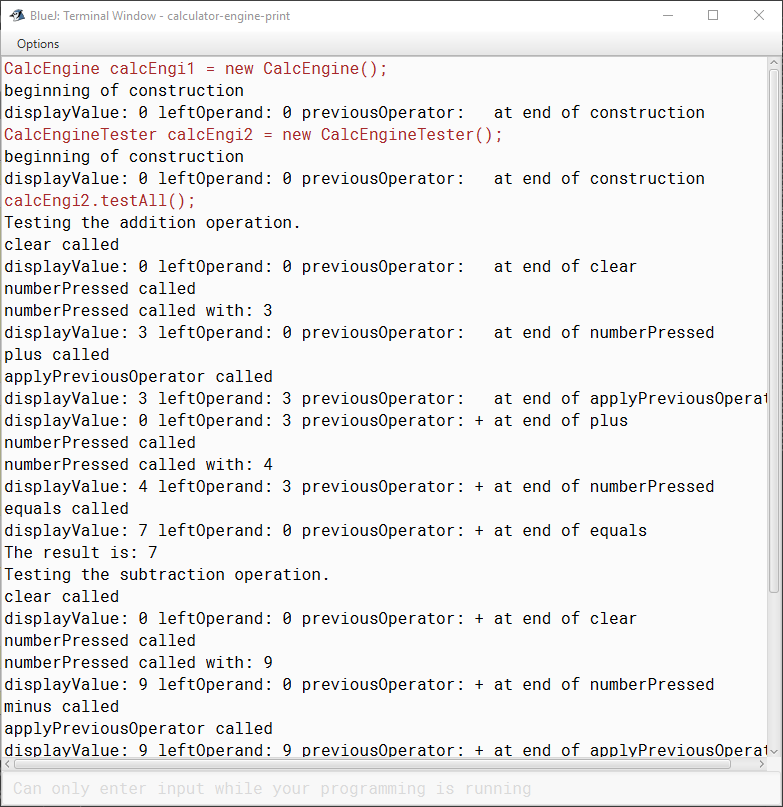 BlueJ: Terminal Window - calculator-engine-print
Options
CalcEngine calcEngi1 = new CalcEngine();
beginning of construction
displayValue: 0 leftOperand: 0 previousOperator:   at end of construction
CalcEngineTester calcEngi2 = new CalcEngineTester();
beginning of construction
displayValue: 0 leftOperand: 0 previousOperator:   at end of construction
calcEngi2.testAll();
Testing the addition operation.
clear called
displayValue: 0 leftOperand: 0 previousOperator:   at end of clear
numberPressed called
numberPressed called with: 3
displayValue: 3 leftOperand: 0 previousOperator:   at end of numberPressed
plus called
applyPreviousOperator called
displayValue: 3 leftOperand: 3 previousOperator:   at end of applyPreviousOperat
displayValue: 0 leftOperand: 3 previousOperator: + at end of plus
numberPressed called
numberPressed called with: 4
displayValue: 4 leftOperand: 3 previousOperator: + at end of numberPressed
equals called
displayValue: 7 leftOperand: 0 previousOperator: + at end of equals
The result is: 7
Testing the subtraction operation.
clear called
displayValue: 0 leftOperand: 0 previousOperator: + at end of clear
numberPressed called
numberPressed called with: 9
displayValue: 9 leftOperand: 0 previousOperator: + at end of numberPressed
minus called
applyPreviousOperator called
displayValue: 9 leftOperand: 9 previousOperator: + at end of applyPreviousOperat
Can only enter input while your programming is running